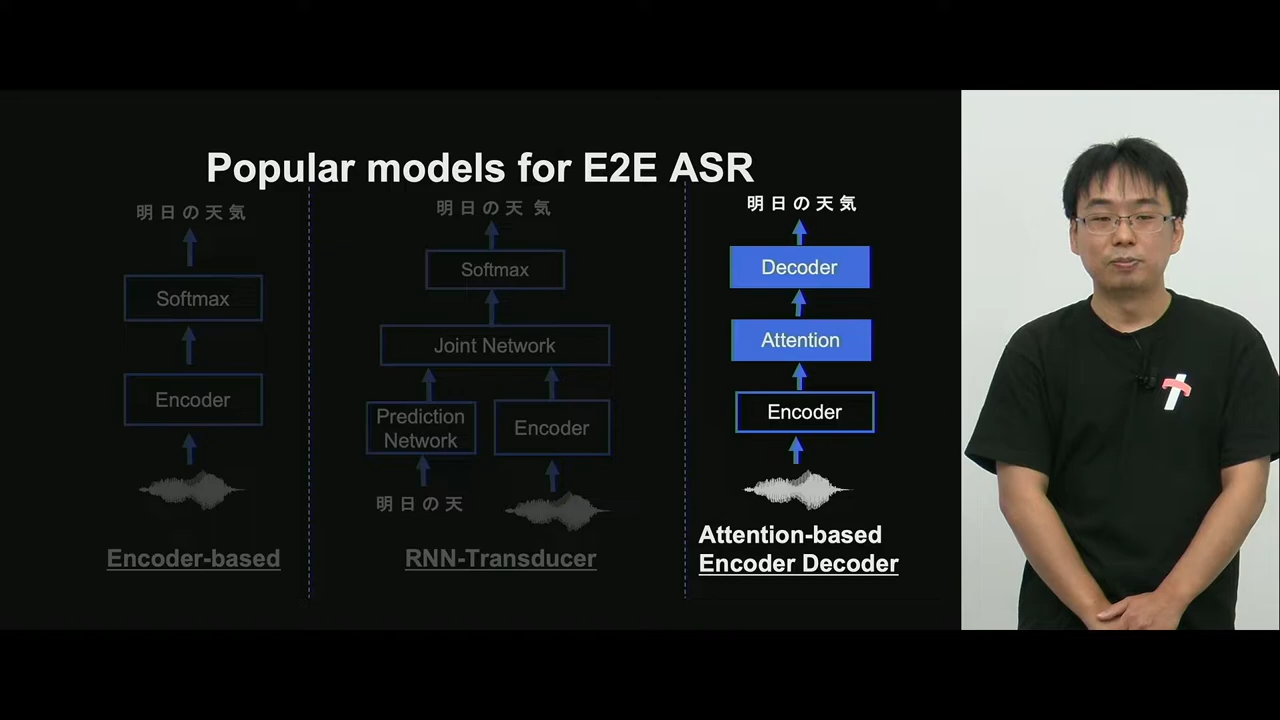 Popular models for E2E ASR
明日の天気
Softmax
Encoder
Encoder-based
明日の天気
Softmax
Joint Network
Prediction
Network
Encoder
明日の天
RNN-Transducer
明日の天気
Decoder
Attention
Encoder
Attention-based
Encoder Decoder